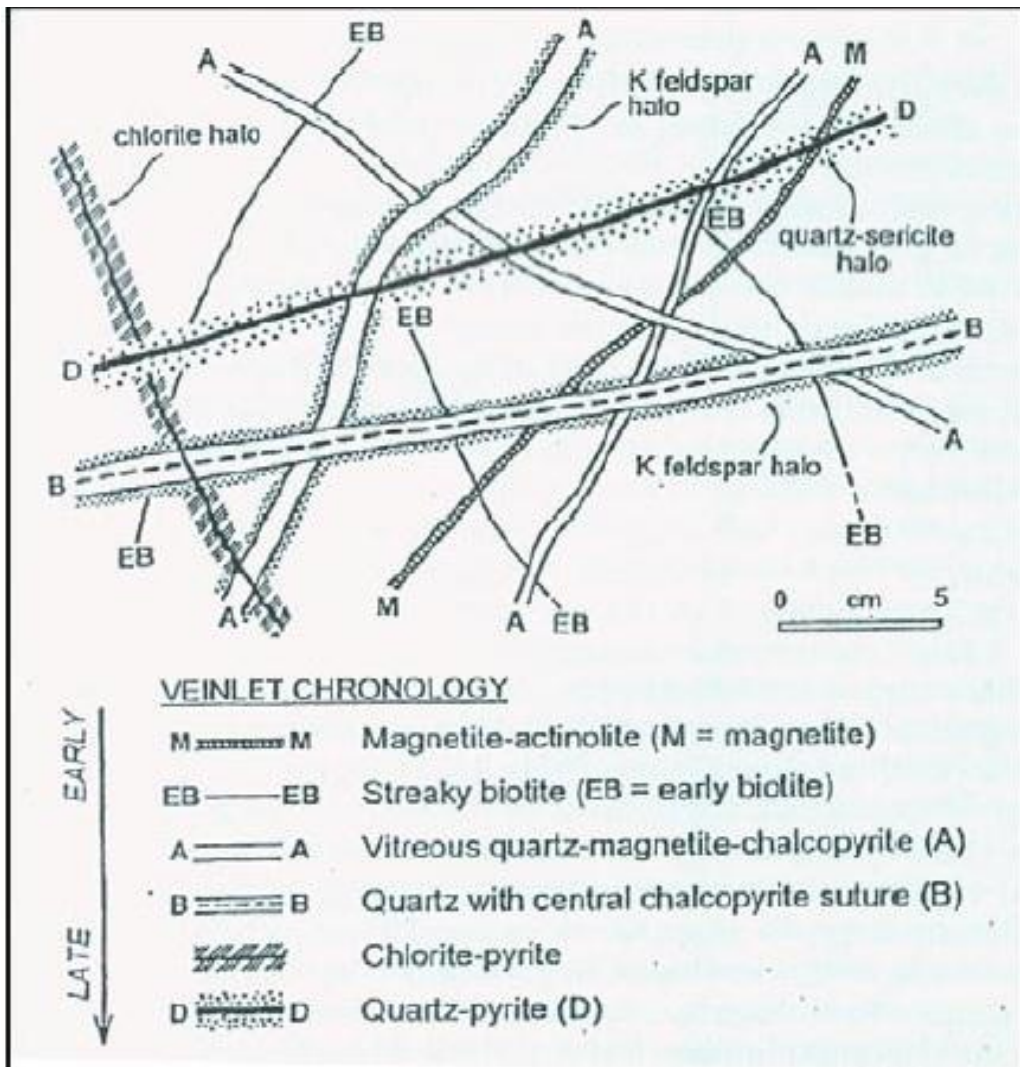 EB
A
A
A
M
K feldspar
halo
D
chlorite halo
EB
quartz-sericite
halo
EB
D
B
A
K feldspar halo
B
EB
EB
A
M
A
EB
0 cm 5
VEINLET CHRONOLOGY
EARLY
LATE
M M Magnetite-actinolite (M = magnetite)
EB EB Streaky biotite (EB = early biotite)
A A Vitreous quartz-magnetite-chalcopyrite (A)
B B Quartz with central chalcopyrite suture (B)
Chlorite-pyrite
D D Quartz-pyrite (D)